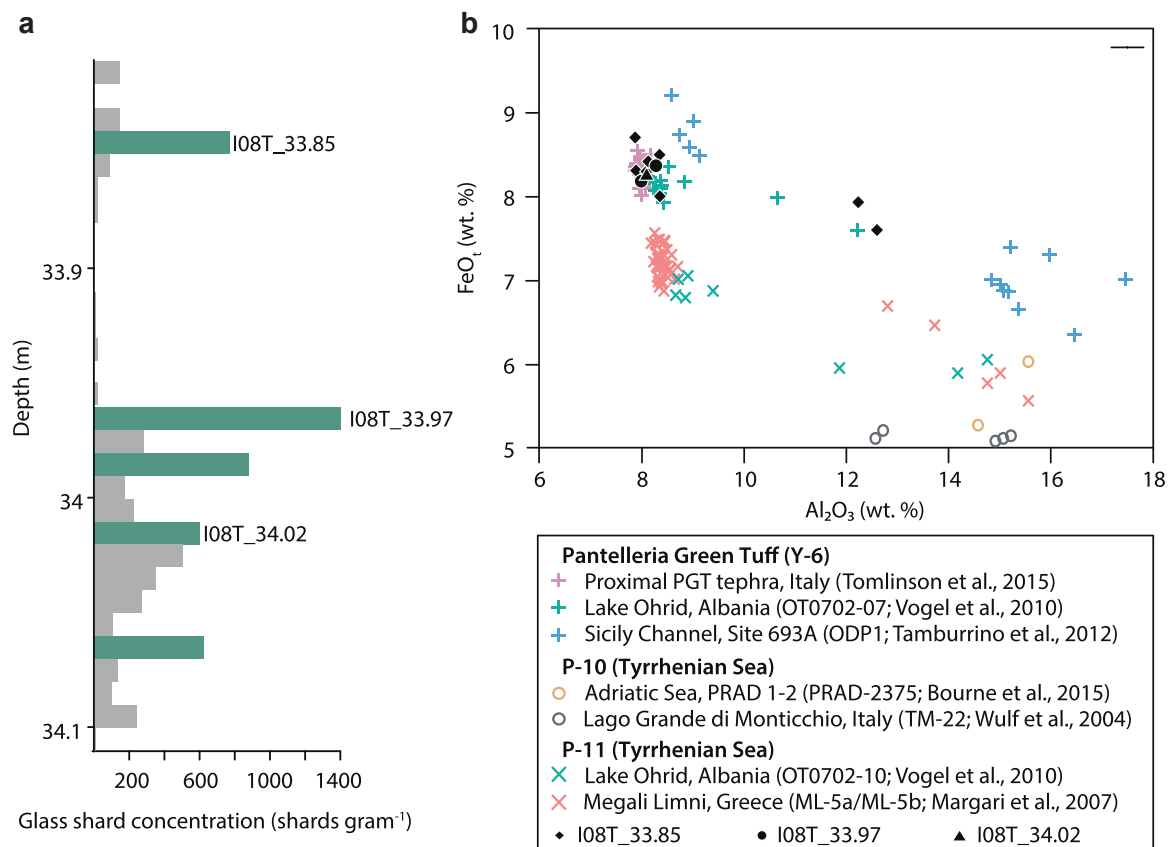 a
I08T_33.85
33.9
Depth (m)
I08T_33.97
34
I08T_34.02
34.1
200 600 1000 1400
Glass shard concentration (shards gram⁻¹)
b
10
9
8
7
6
5
FeOₜ (wt. %)
6 8 10 12 14 16 18
Al₂O₃ (wt. %)
Pantelleria Green Tuff (Y-6)
Proximal PGT tephra, Italy (Tomlinson et al., 2015)
Lake Ohrid, Albania (OT0702-07; Vogel et al., 2010)
Sicily Channel, Site 693A (ODP1; Tamburrino et al., 2012)
P-10 (Tyrrhenian Sea)
Adriatic Sea, PRAD 1-2 (PRAD-2375; Bourne et al., 2015)
Lago Grande di Monticchio, Italy (TM-22; Wulf et al., 2004)
P-11 (Tyrrhenian Sea)
Lake Ohrid, Albania (OT0702-10; Vogel et al., 2010)
Megali Limni, Greece (ML-5a/ML-5b; Margari et al., 2007)
I08T_33.85 I08T_33.97 I08T_34.02